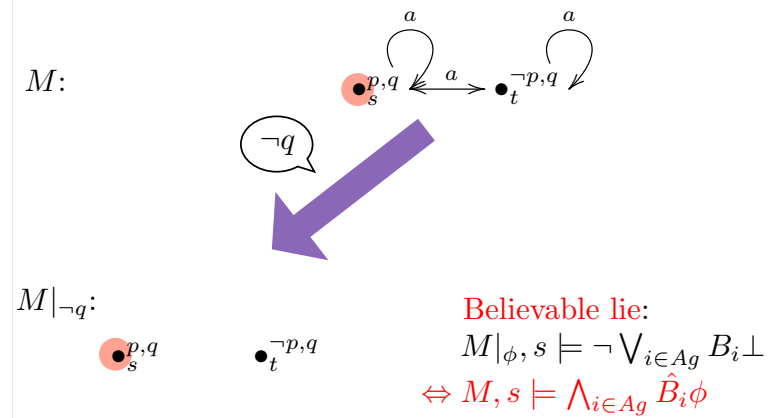 a a
M: p,q s a ¬p,q t
¬q
M|¬q:
p,q s ¬p,q t
Believable lie:
M|ϕ, s ⊨ ¬ ⋁i∈Ag Bi⊥
⇔ M, s ⊨ ⋀i∈Ag B̂iϕ